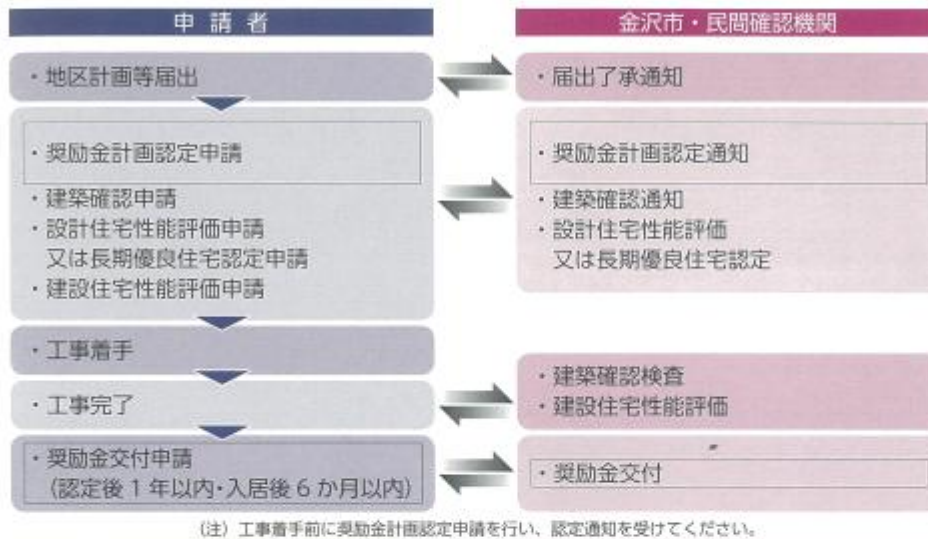 申請者
金沢市・民間確認機関
・地区計画等届出
・届出了承通知
・奨励金計画認定申請
・建築確認申請
・設計住宅性能評価申請
又は長期優良住宅認定申請
・建設住宅性能評価申請
・奨励金計画認定通知
・建築確認通知
・設計住宅性能評価
又は長期優良住宅認定
・工事着手
・工事完了
・建築確認検査
・建設住宅性能評価
・奨励金交付申請
（認定後1年以内・入居後6か月以内）
・奨励金交付
（注）工事着手前に奨励金計画認定申請を行い、認定通知を受けてください。